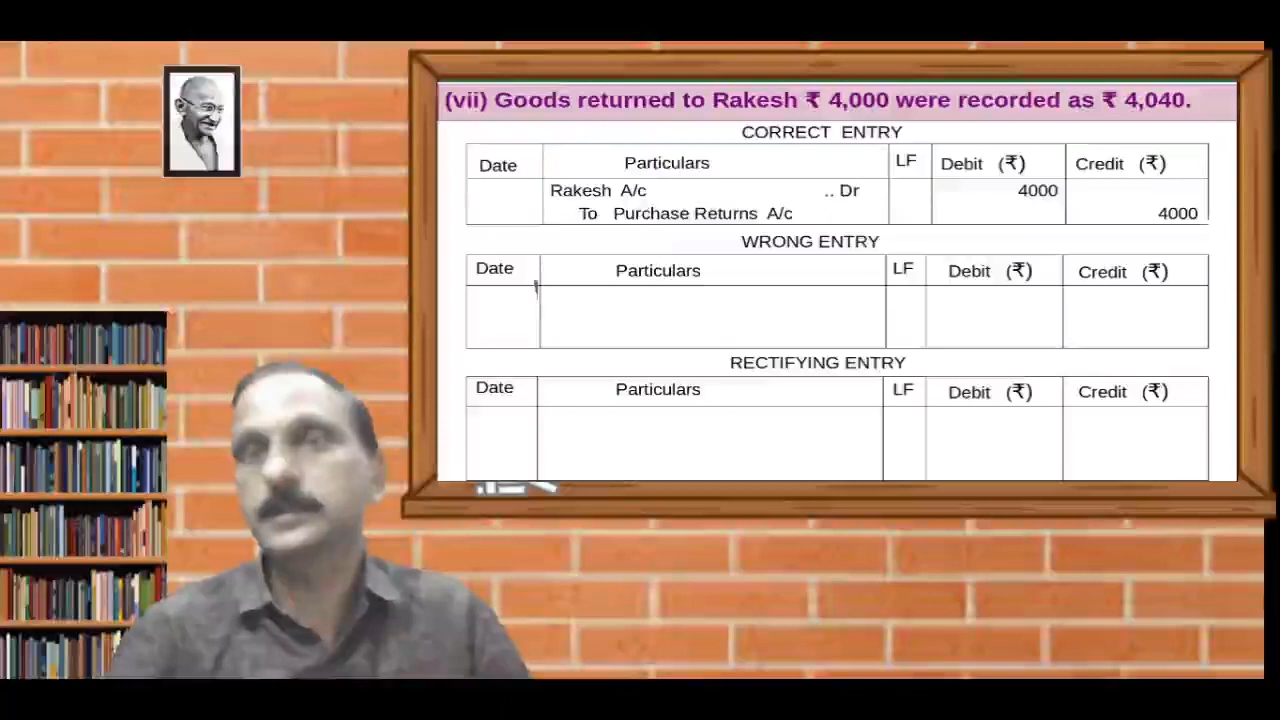 (vii) Goods returned to Rakesh ₹ 4,000 were recorded as ₹ 4,040.
CORRECT ENTRY
Date Particulars LF Debit (₹) Credit (₹)
Rakesh A/c .. Dr 4000
To Purchase Returns A/c 4000
WRONG ENTRY
Date Particulars LF Debit (₹) Credit (₹)
RECTIFYING ENTRY
Date Particulars LF Debit (₹) Credit (₹)